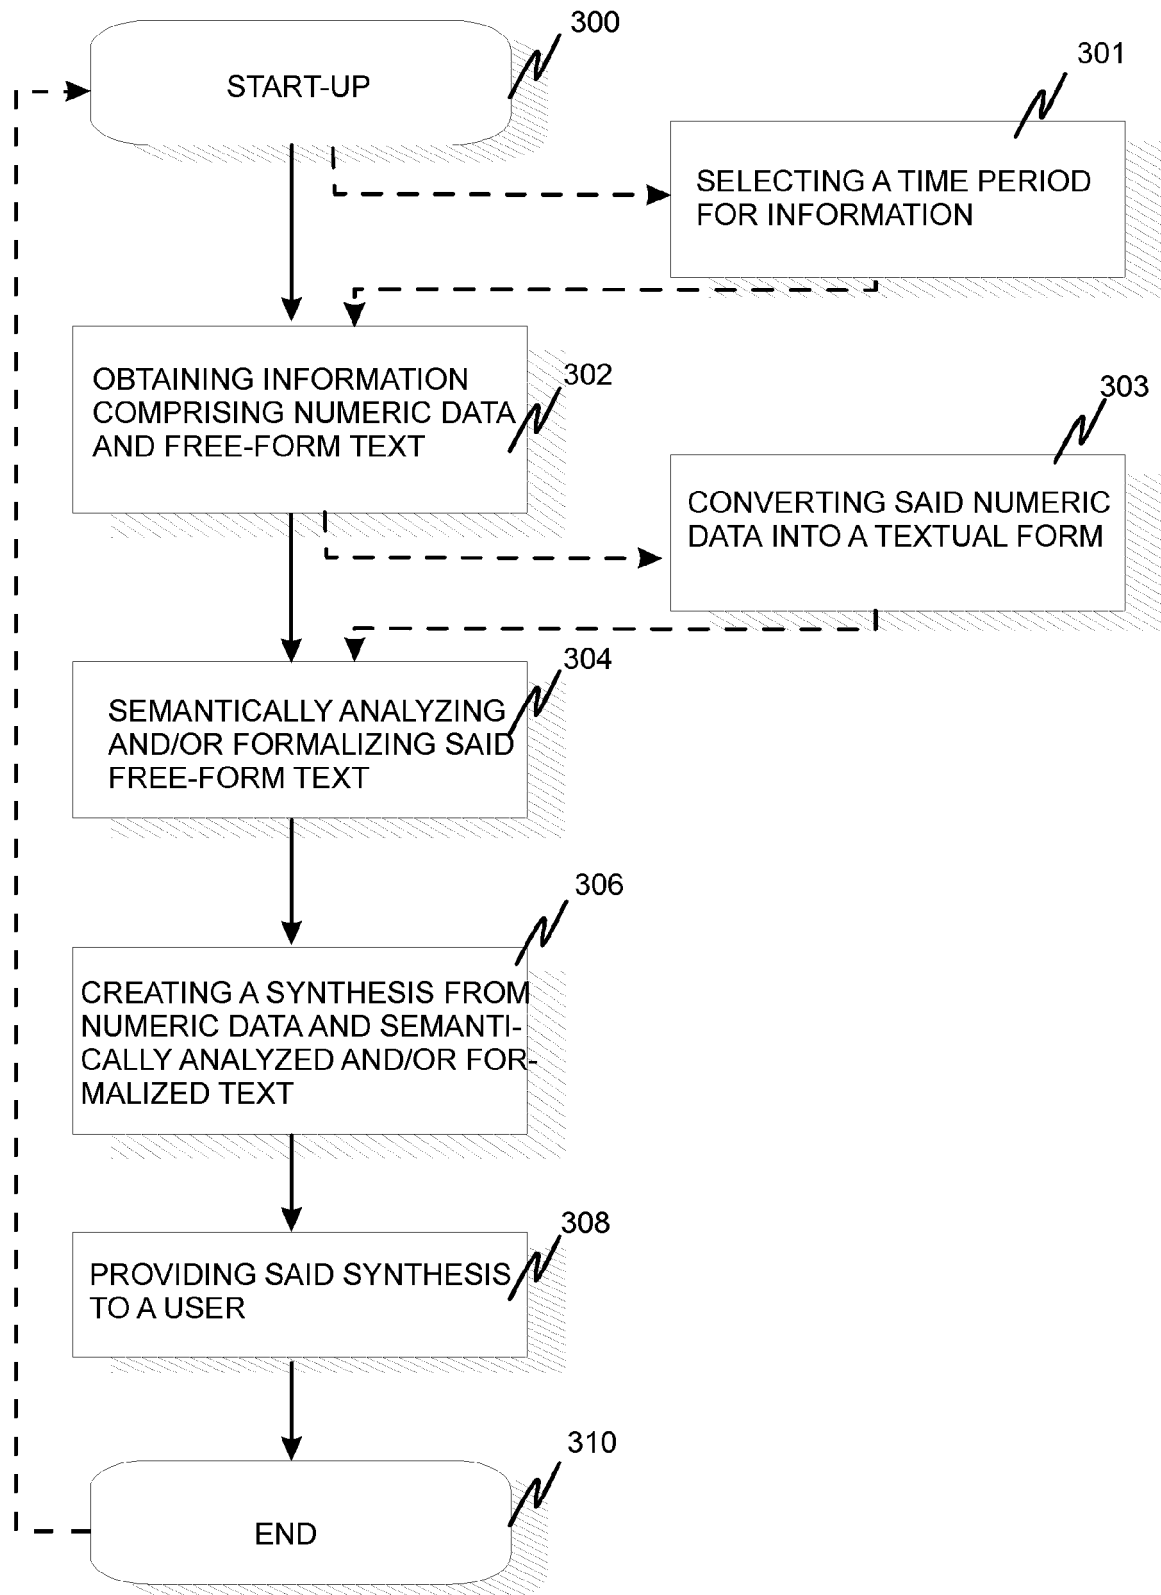 300
START-UP
301
SELECTING A TIME PERIOD
FOR INFORMATION
302
OBTAINING INFORMATION
COMPRISING NUMERIC DATA
AND FREE-FORM TEXT
303
CONVERTING SAID NUMERIC
DATA INTO A TEXTUAL FORM
304
SEMANTICALLY ANALYZING
AND/OR FORMALIZING SAID
FREE-FORM TEXT
306
CREATING A SYNTHESIS FROM
NUMERIC DATA AND SEMANTI-
CALLY ANALYZED AND/OR FOR-
MALIZED TEXT
308
PROVIDING SAID SYNTHESIS
TO A USER
310
END